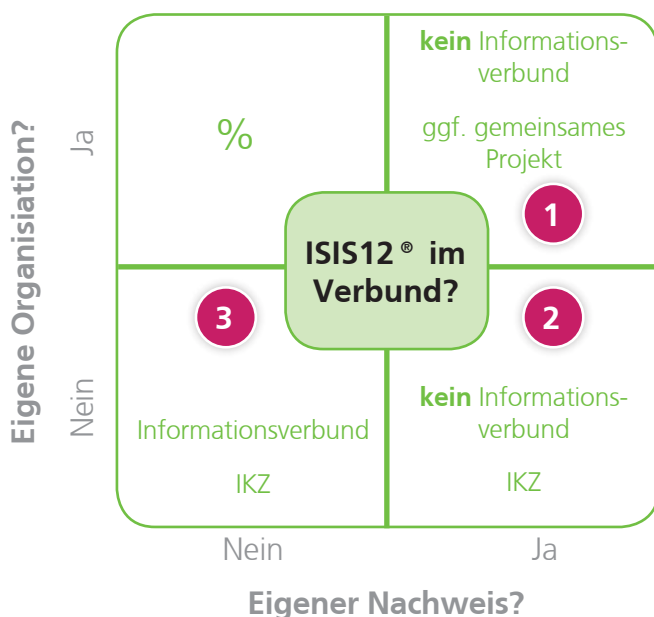 kein Informations-
verbund
ggf. gemeinsames
Projekt
1
%
Ja
Eigene Organisiation?
ISIS12® im
Verbund?
3
2
Nein
Informationsverbund
IKZ
kein Informations-
verbund
IKZ
Nein
Ja
Eigener Nachweis?